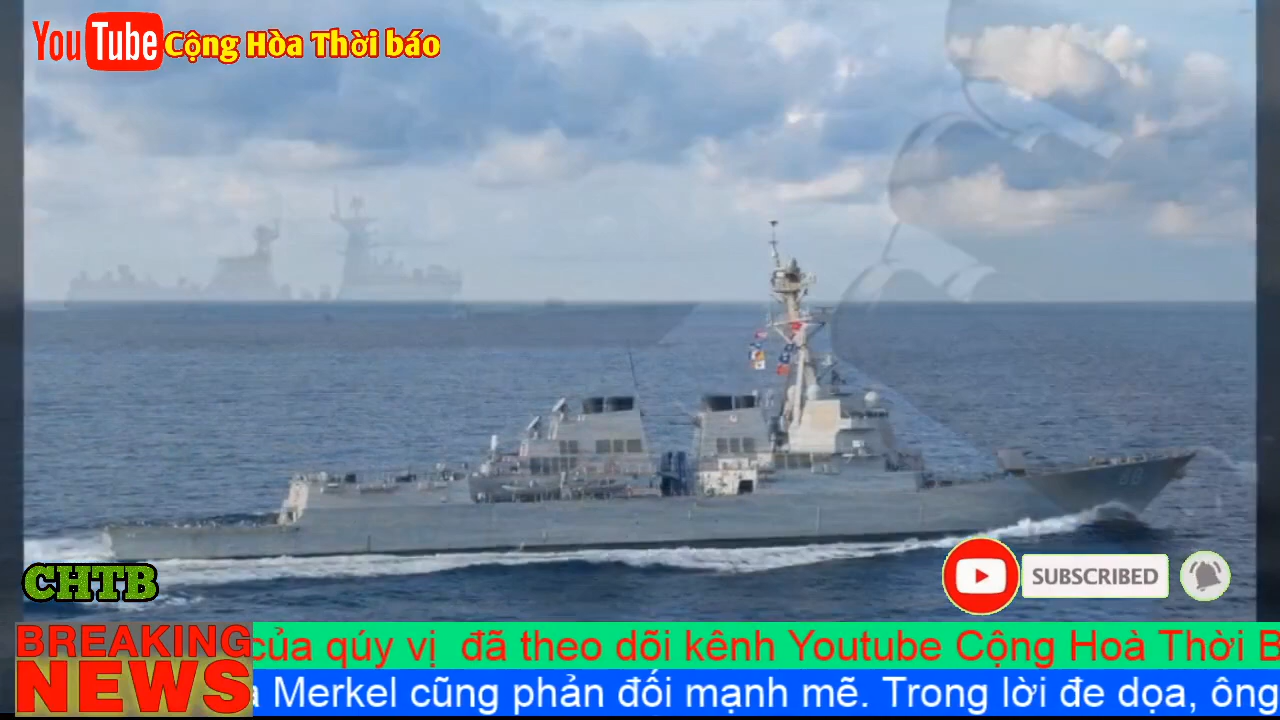 YouTube Cộng Hòa Thời báo
88
CHTB
SUBSCRIBED
BREAKING
NEWS
của qúy vị đã theo dõi kênh Youtube Cộng Hoà Thời
Merkel cũng phản đối mạnh mẽ. Trong lời đe dọa, ông